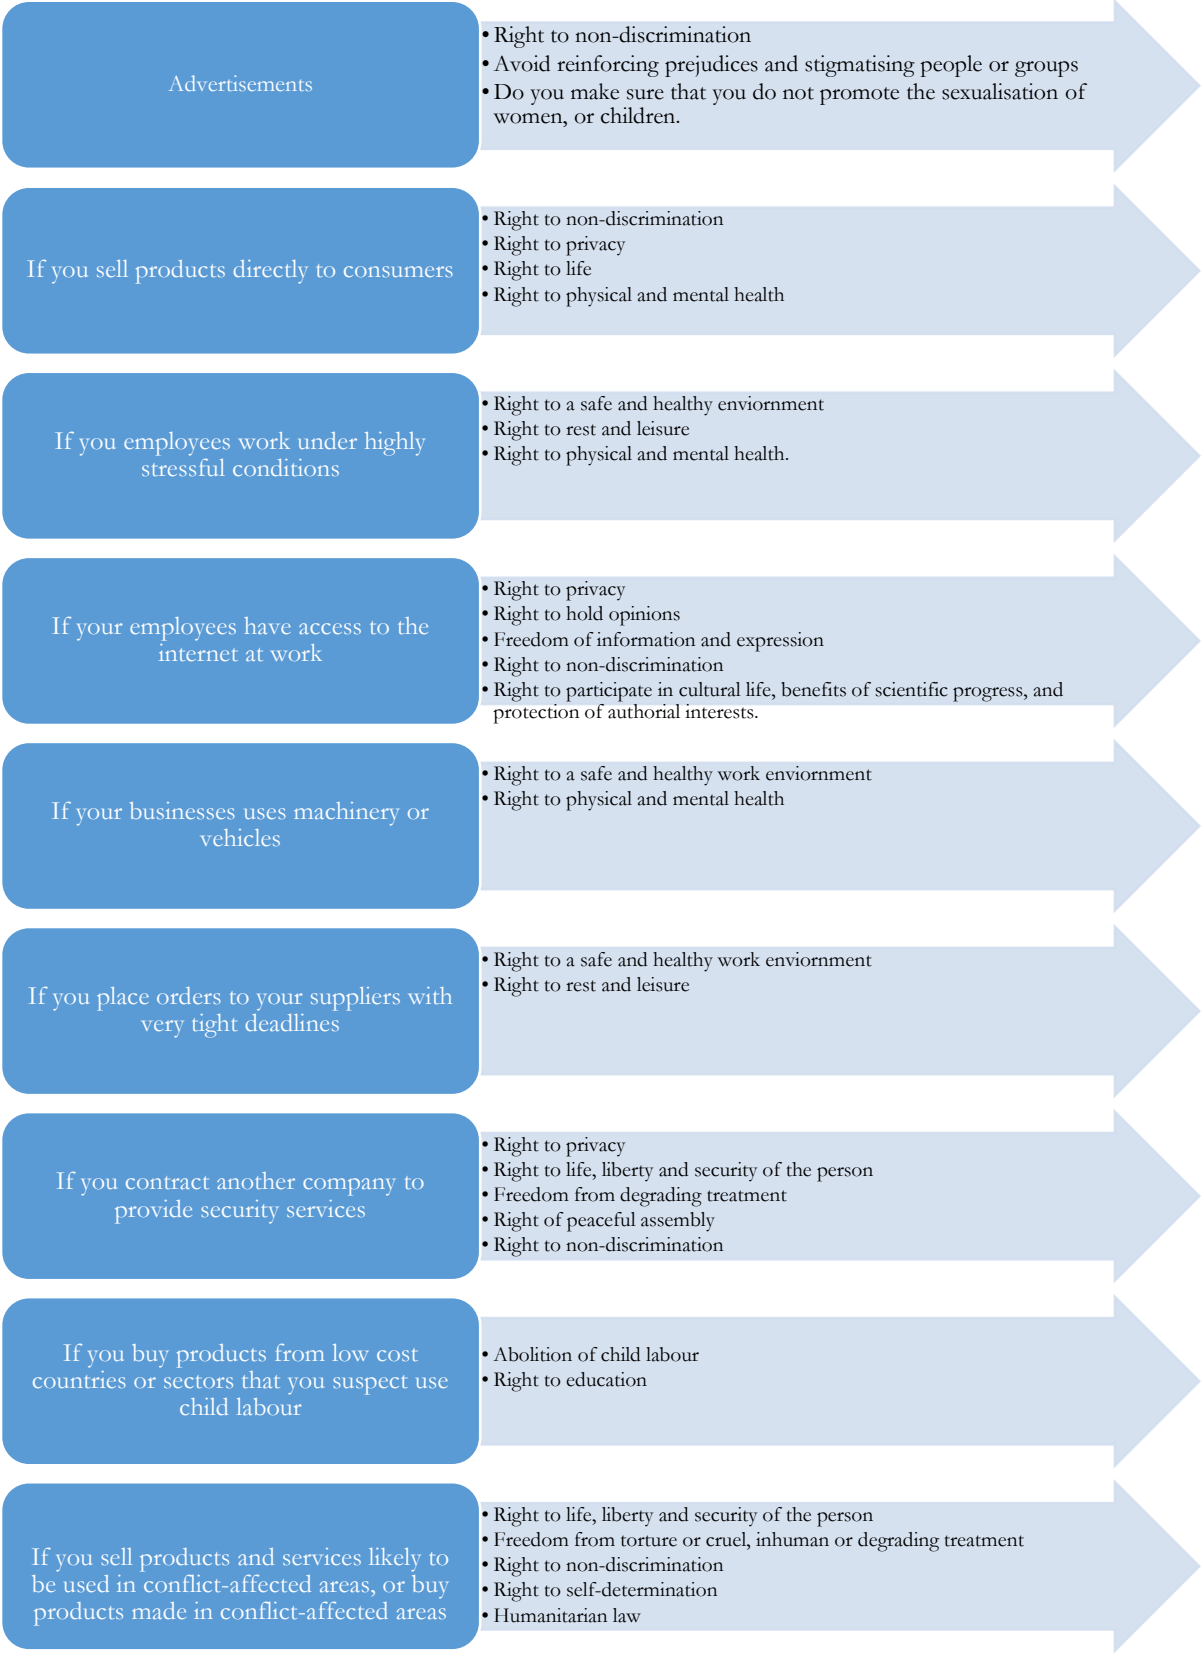 Advertisements
• Right to non-discrimination
• Avoid reinforcing prejudices and stigmatising people or groups
• Do you make sure that you do not promote the sexualisation of
women, or children.
If you sell products directly to consumers
• Right to non-discrimination
• Right to privacy
• Right to life
• Right to physical and mental health
If you employees work under highly
stressful conditions
• Right to a safe and healthy enviornment
• Right to rest and leisure
• Right to physical and mental health.
If your employees have access to the
internet at work
• Right to privacy
• Right to hold opinions
• Freedom of information and expression
• Right to non-discrimination
• Right to participate in cultural life, benefits of scientific progress, and
protection of authorial interests.
If your businesses uses machinery or
vehicles
• Right to a safe and healthy work enviornment
• Right to physical and mental health
If you place orders to your suppliers with
very tight deadlines
• Right to a safe and healthy work enviornment
• Right to rest and leisure
If you contract another company to
provide security services
• Right to privacy
• Right to life, liberty and security of the person
• Freedom from degrading treatment
• Right of peaceful assembly
• Right to non-discrimination
If you buy products from low cost
countries or sectors that you suspect use
child labour
• Abolition of child labour
• Right to education
If you sell products and services likely to
be used in conflict-affected areas, or buy
products made in conflict-affected areas
• Right to life, liberty and security of the person
• Freedom from torture or cruel, inhuman or degrading treatment
• Right to non-discrimination
• Right to self-determination
• Humanitarian law